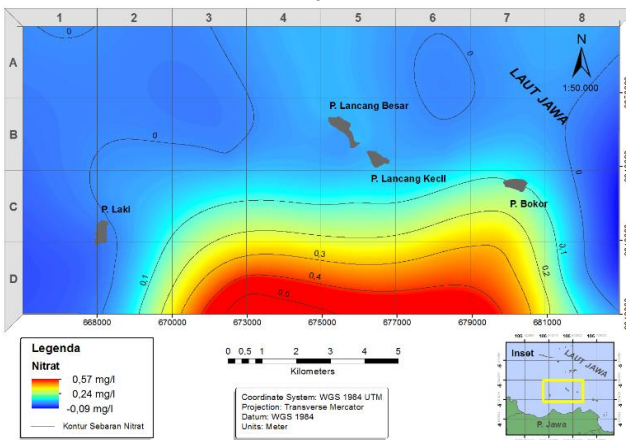 1 2 3 4 5 6 7 8
A
B
C
D
N
1:50.000
LAUT JAWA
P. Lancang Besar
P. Lancang Kecil
P. Bokor
P. Laki
0
0
0
0
0
0,1
0,1
0,2
0,3
0,4
0,5
668000 670000 673000 675000 677000 679000 681000
Legenda
Nitrat
0,57 mg/l
0,24 mg/l
-0,09 mg/l
Kontur Sebaran Nitrat
0 0,5 1 2 3 4 5
Kilometers
Coordinate System: WGS 1984 UTM
Projection: Transverse Mercator
Datum: WGS 1984
Units: Meter
Inset
LAUT JAWA
P. Jawa